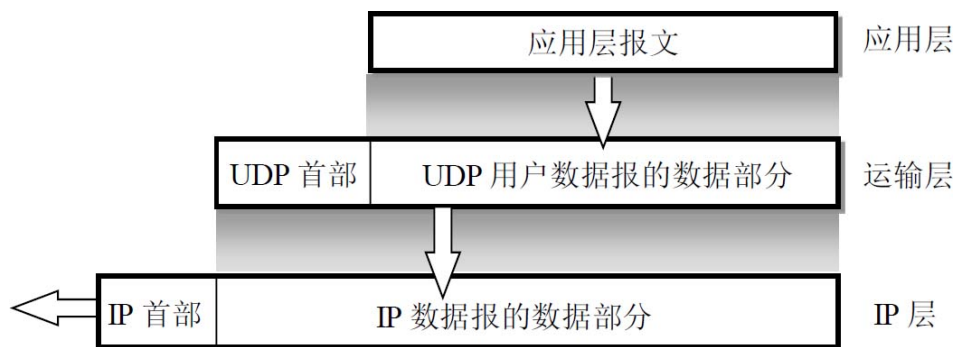 应用层报文 应用层
UDP 首部 UDP 用户数据报的数据部分 运输层
IP 首部 IP 数据报的数据部分 IP 层